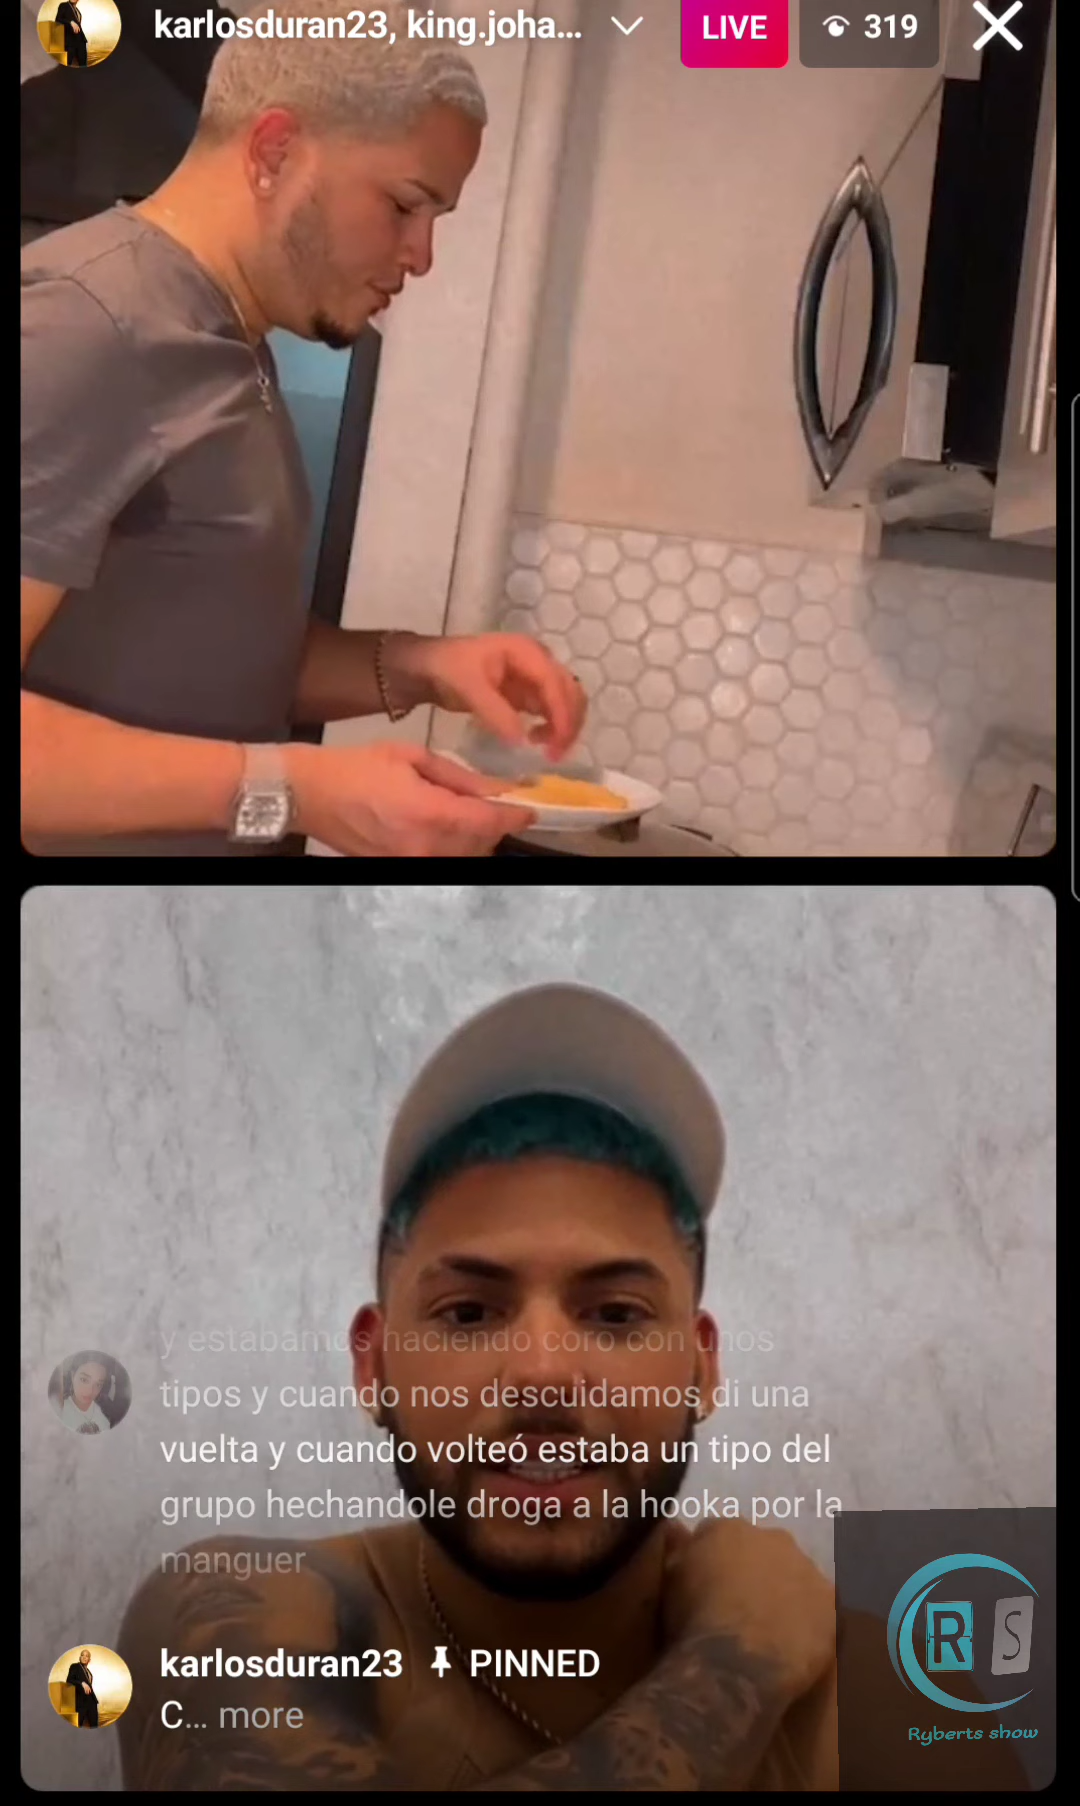 karlosduran23, king.joha...
LIVE
319
y estabamos haciendo coro con unos
tipos y cuando nos descuidamos di una
vuelta y cuando volteó estaba un tipo del
grupo hechandole droga a la hooka por la
manguer
karlosduran23 PINNED
C... more
R S
Ryberts show